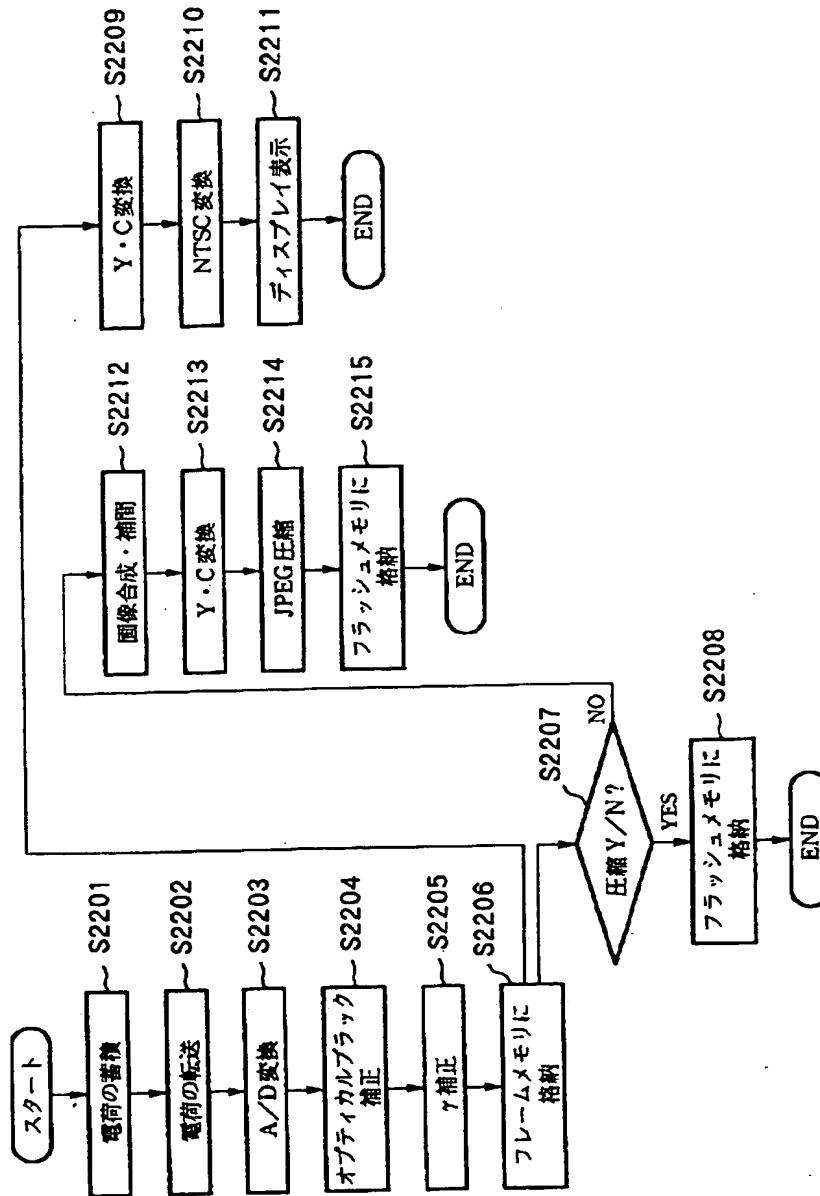 スタート
電荷の蓄積
S2201
電荷の転送
S2202
A/D変換
S2203
オプティカルブラック
補正
S2204
γ補正
S2205
フレームメモリに
格納
S2206
圧縮Y/N?
S2207
NO
YES
フラッシュメモリに
格納
S2208
END
画像合成・補間
S2212
Y・C変換
S2213
JPEG圧縮
S2214
フラッシュメモリに
格納
S2215
END
Y・C変換
S2209
NTSC変換
S2210
ディスプレイ表示
S2211
END